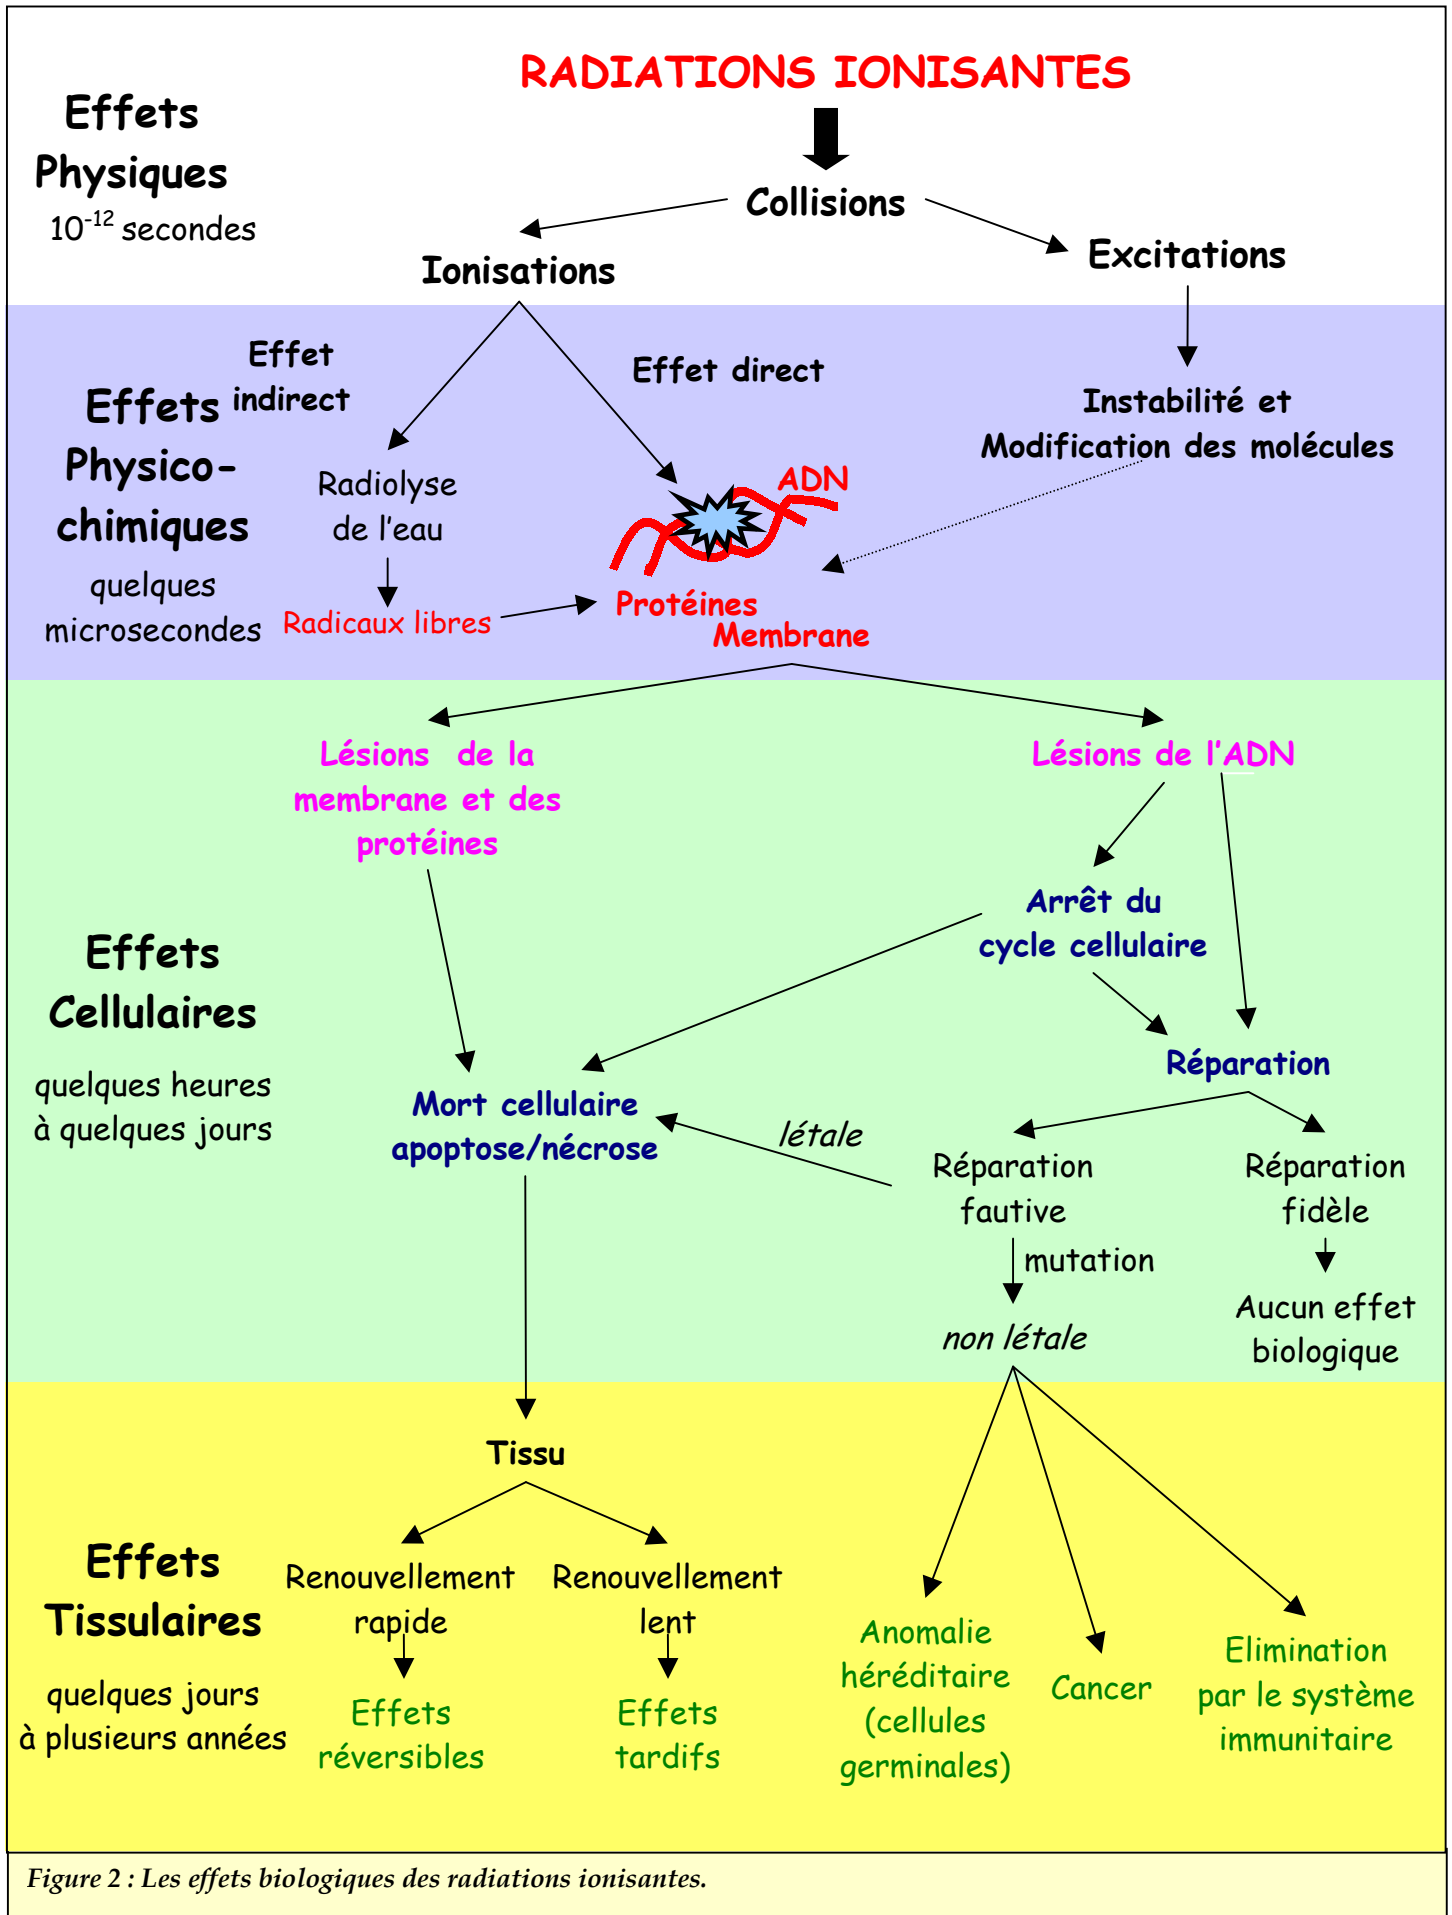 RADIATIONS IONISANTES
Effets
Physiques
10⁻¹² secondes
Collisions
Ionisations
Excitations
Effet
indirect
Effet direct
Effets
Physico-
chimiques
quelques
microsecondes
Instabilité et
Modification des molécules
Radiolyse
de l'eau
ADN
Radicaux libres
Protéines
Membrane
Lésions de la
membrane et des
protéines
Lésions de l'ADN
Arrêt du
cycle cellulaire
Effets
Cellulaires
quelques heures
à quelques jours
Réparation
Mort cellulaire
apoptose/nécrose
létale
Réparation
fautive
Réparation
fidèle
mutation
non létale
Aucun effet
biologique
Tissu
Effets
Tissulaires
quelques jours
à plusieurs années
Renouvellement
rapide
Renouvellement
lent
Effets
réversibles
Effets
tardifs
Anomalie
héréditaire
(cellules
germinales)
Cancer
Elimination
par le système
immunitaire
Figure 2 : Les effets biologiques des radiations ionisantes.